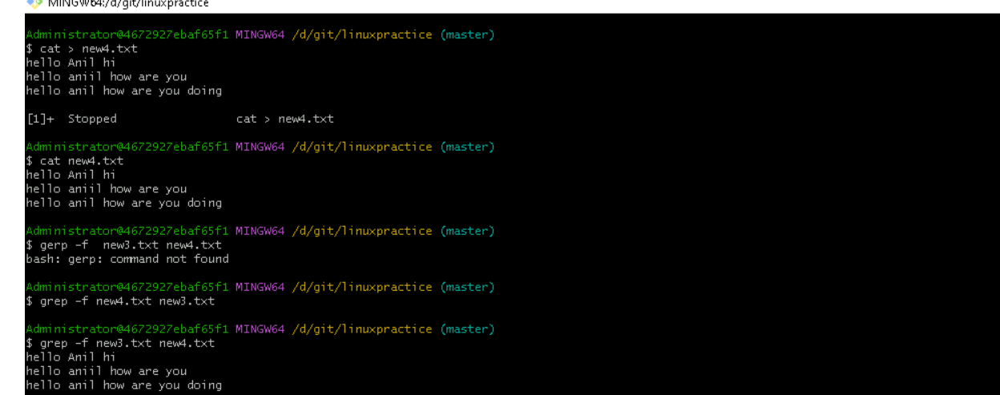 MINGW64:/d/git/linuxpractice
Administrator@4672927ebaf65f1 MINGW64 /d/git/linuxpractice (master)
$ cat > new4.txt
hello Anil hi
hello aniil how are you
hello anil how are you doing
[1]+  Stopped                 cat > new4.txt
Administrator@4672927ebaf65f1 MINGW64 /d/git/linuxpractice (master)
$ cat new4.txt
hello Anil hi
hello aniil how are you
hello anil how are you doing
Administrator@4672927ebaf65f1 MINGW64 /d/git/linuxpractice (master)
$ gerp -f  new3.txt new4.txt
bash: gerp: command not found
Administrator@4672927ebaf65f1 MINGW64 /d/git/linuxpractice (master)
$ grep -f new4.txt new3.txt
Administrator@4672927ebaf65f1 MINGW64 /d/git/linuxpractice (master)
$ grep -f new3.txt new4.txt
hello Anil hi
hello aniil how are you
hello anil how are you doing